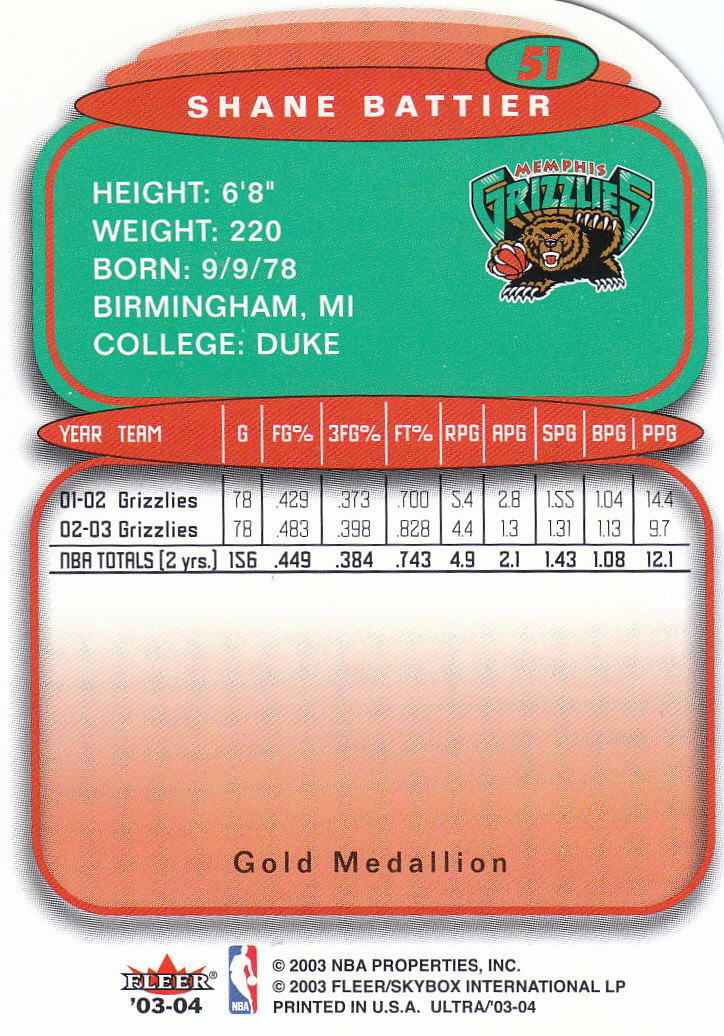 51
SHANE BATTIER
MEMPHIS
GRIZZLIES
HEIGHT: 6'8"
WEIGHT: 220
BORN: 9/9/78
BIRMINGHAM, MI
COLLEGE: DUKE
YEAR TEAM G FG% 3FG% FT% RPG APG SPG BPG PPG
01-02 Grizzlies 78 .429 .373 .700 5.4 2.8 1.55 1.04 14.4
02-03 Grizzlies 78 .483 .398 .828 4.4 1.3 1.31 1.13 9.7
NBA TOTALS (2 yrs.) 156 .449 .384 .743 4.9 2.1 1.43 1.08 12.1
Gold Medallion
FLEER®
'03-04
NBA
© 2003 NBA PROPERTIES, INC.
© 2003 FLEER/SKYBOX INTERNATIONAL LP
PRINTED IN U.S.A. ULTRA/'03-04